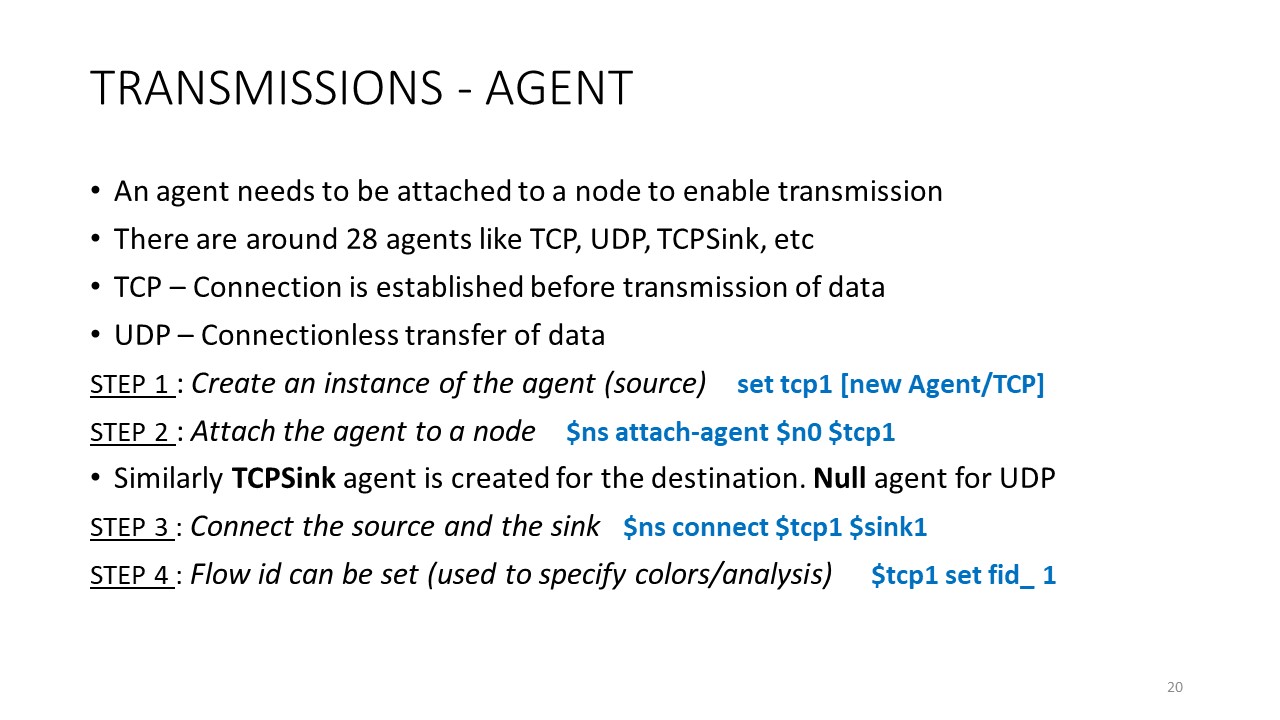 TRANSMISSIONS - AGENT
• An agent needs to be attached to a node to enable transmission
• There are around 28 agents like TCP, UDP, TCPSink, etc
• TCP – Connection is established before transmission of data
• UDP – Connectionless transfer of data
STEP 1 : Create an instance of the agent (source) set tcp1 [new Agent/TCP]
STEP 2 : Attach the agent to a node $ns attach-agent $n0 $tcp1
• Similarly TCPSink agent is created for the destination. Null agent for UDP
STEP 3 : Connect the source and the sink $ns connect $tcp1 $sink1
STEP 4 : Flow id can be set (used to specify colors/analysis) $tcp1 set fid_ 1
20